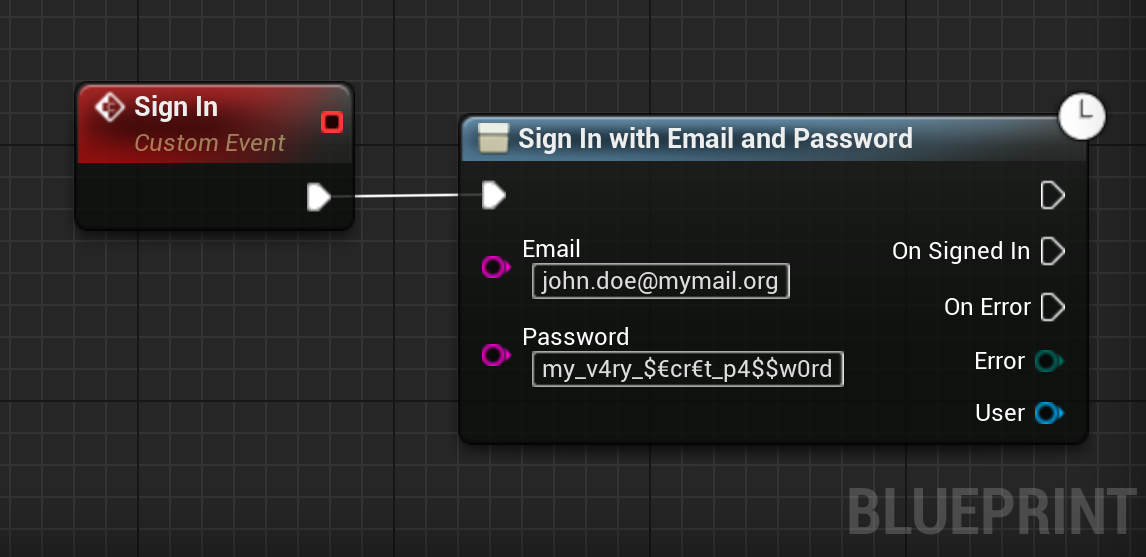 Sign In
Custom Event
Sign In with Email and Password
Email
john.doe@mymail.org
On Signed In
On Error
Password
my_v4ry_$€cr€t_p4$$w0rd
Error
User
BLUEPRINT